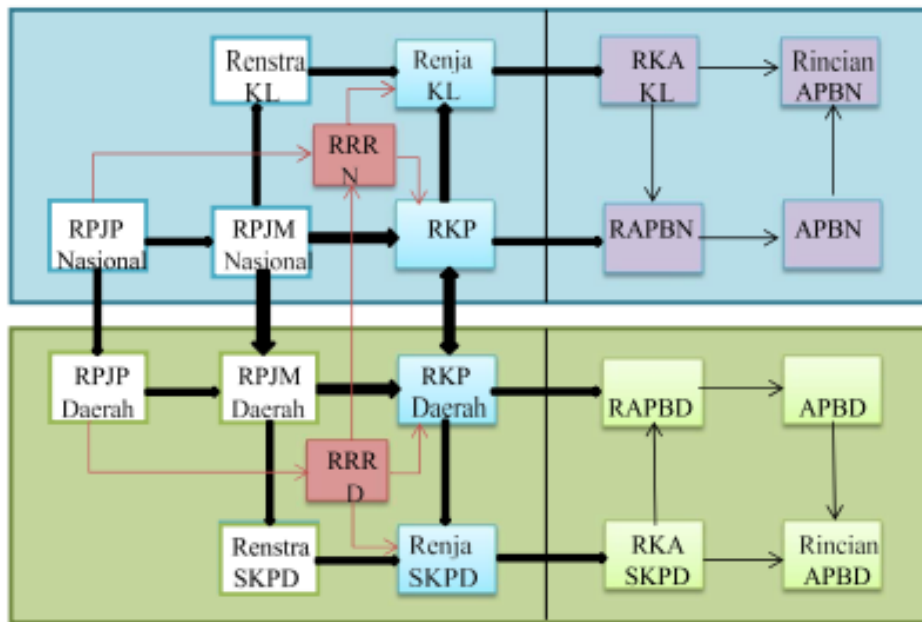 Renstra
KL
Renja
KL
RKA
KL
Rincian
APBN
RRR
N
RPJP
Nasional
RPJM
Nasional
RKP
RAPBN
APBN
RPJP
Daerah
RPJM
Daerah
RKP
Daerah
RAPBD
APBD
RRR
D
Renstra
SKPD
Renja
SKPD
RKA
SKPD
Rincian
APBD